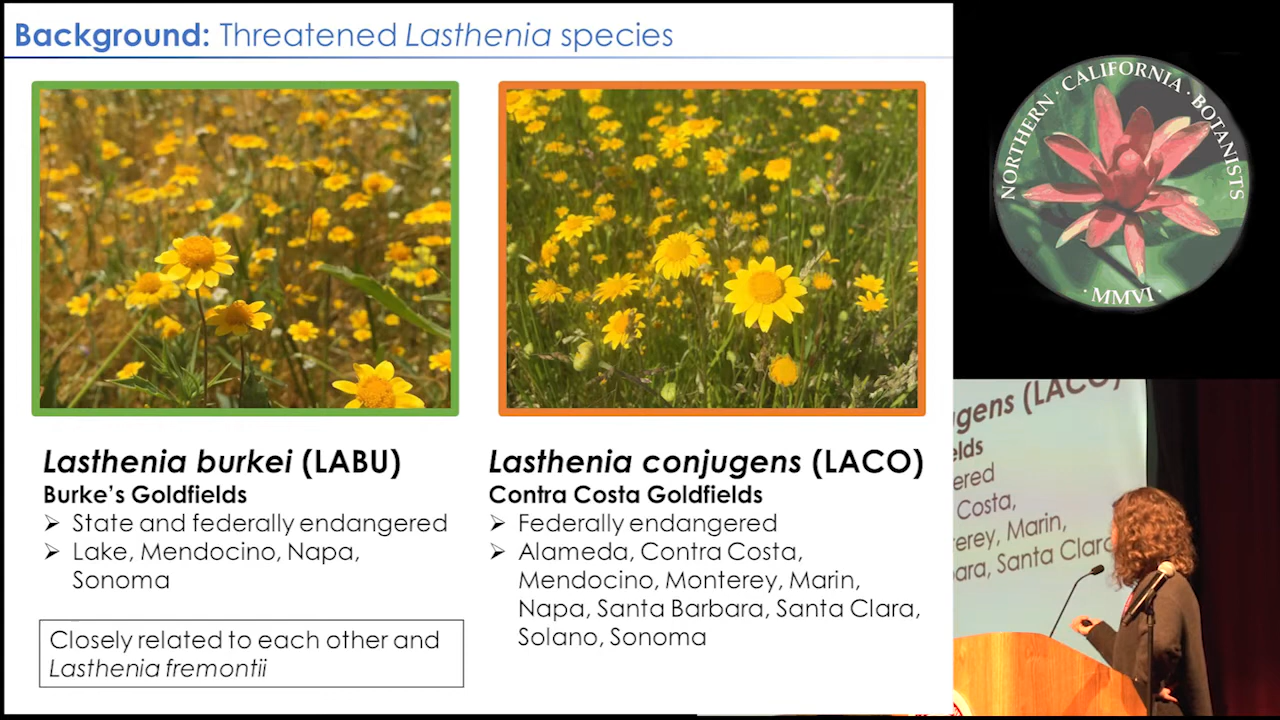 Background: Threatened Lasthenia species
Lasthenia burkei (LABU)
Burke's Goldfields
➢ State and federally endangered
➢ Lake, Mendocino, Napa,
Sonoma
Closely related to each other and
Lasthenia fremontii
Lasthenia conjugens (LACO)
Contra Costa Goldfields
➢ Federally endangered
➢ Alameda, Contra Costa,
Mendocino, Monterey, Marin,
Napa, Santa Barbara, Santa Clara,
Solano, Sonoma
NORTHERN · CALIFORNIA · BOTANISTS
· MMVI ·
gens (LACO)
elds
ered
Costa,
erey, Marin,
ara, Santa Clara